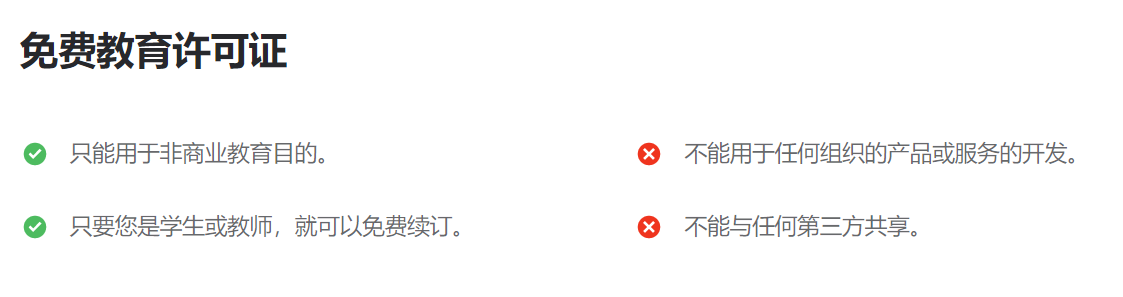 免费教育许可证
只能用于非商业教育目的。
不能用于任何组织的产品或服务的开发。
只要您是学生或教师，就可以免费续订。
不能与任何第三方共享。